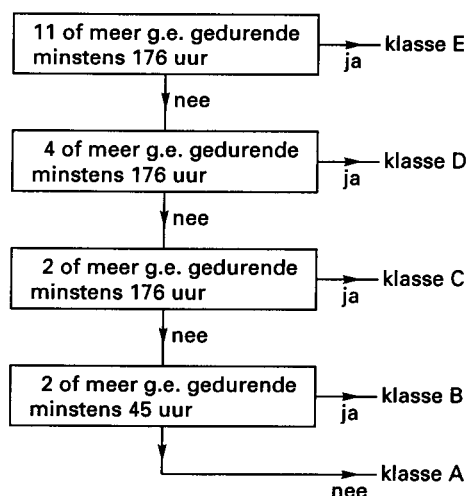 11 of meer g.e. gedurende
minstens 176 uur
ja
klasse E
nee
4 of meer g.e. gedurende
minstens 176 uur
ja
klasse D
nee
2 of meer g.e. gedurende
minstens 176 uur
ja
klasse C
nee
2 of meer g.e. gedurende
minstens 45 uur
ja
klasse B
nee
klasse A